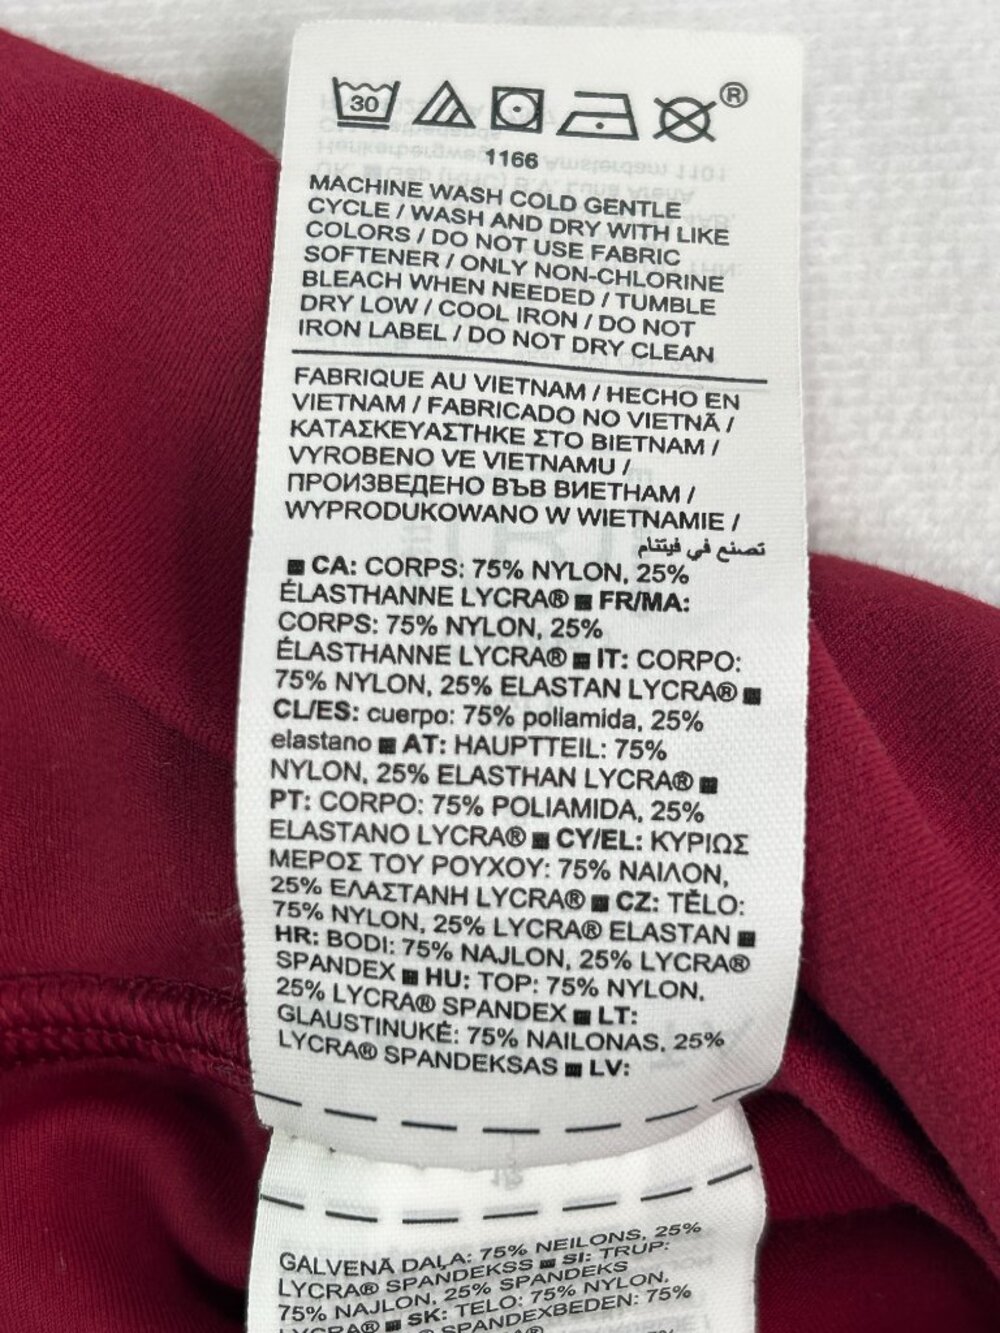 30
®
1166
MACHINE WASH COLD GENTLE
CYCLE / WASH AND DRY WITH LIKE
COLORS / DO NOT USE FABRIC
SOFTENER / ONLY NON-CHLORINE
BLEACH WHEN NEEDED / TUMBLE
DRY LOW / COOL IRON / DO NOT
IRON LABEL / DO NOT DRY CLEAN
FABRIQUE AU VIETNAM / HECHO EN
VIETNAM / FABRICADO NO VIETNÃ /
ΚΑΤΑΣΚΕΥΑΣΤΗΚΕ ΣΤΟ ΒΙΕΤΝΑΜ /
VYROBENO VE VIETNAMU /
ПРОИЗВЕДЕНО ВЪВ ВИЕТНАМ /
WYPRODUKOWANO W WIETNAMIE /
تصنع في فيتنام
■ CA: CORPS: 75% NYLON, 25%
ÉLASTHANNE LYCRA® ■ FR/MA:
CORPS: 75% NYLON, 25%
ÉLASTHANNE LYCRA® ■ IT: CORPO:
75% NYLON, 25% ELASTAN LYCRA® ■
CL/ES: cuerpo: 75% poliamida, 25%
elastano ■ AT: HAUPTTEIL: 75%
NYLON, 25% ELASTHAN LYCRA® ■
PT: CORPO: 75% POLIAMIDA, 25%
ELASTANO LYCRA® ■ CY/EL: ΚΥΡΙΩΣ
ΜΕΡΟΣ ΤΟΥ ΡΟΥΧΟΥ: 75% ΝΑΙΛΟΝ,
25% ΕΛΑΣΤΑΝΗ LYCRA® ■ CZ: TĚLO:
75% NYLON, 25% LYCRA® ELASTAN ■
HR: BODI: 75% NAJLON, 25% LYCRA®
SPANDEX ■ HU: TOP: 75% NYLON,
25% LYCRA® SPANDEX ■ LT:
GLAUSTINUKĖ: 75% NAILONAS, 25%
LYCRA® SPANDEKSAS ■ LV:
GALVENĀ DAĻA: 75% NEILONS, 25%
LYCRA® SPANDEKSS ■ SI: TRUP:
75% NAJLON, 25% SPANDEKS
LYCRA® ■ SK: TELO: 75% NYLON,
SPANDEXBEDEN: 75%